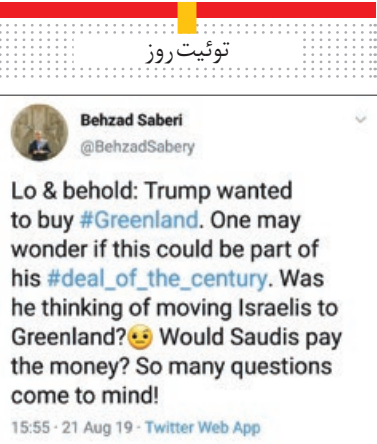 توئیت روز
Behzad Saberi
@BehzadSabery
Lo & behold: Trump wanted
to buy #Greenland. One may
wonder if this could be part of
his #deal_of_the_century. Was
he thinking of moving Israelis to
Greenland?🤨 Would Saudis pay
the money? So many questions
come to mind!
15:55 · 21 Aug 19 · Twitter Web App